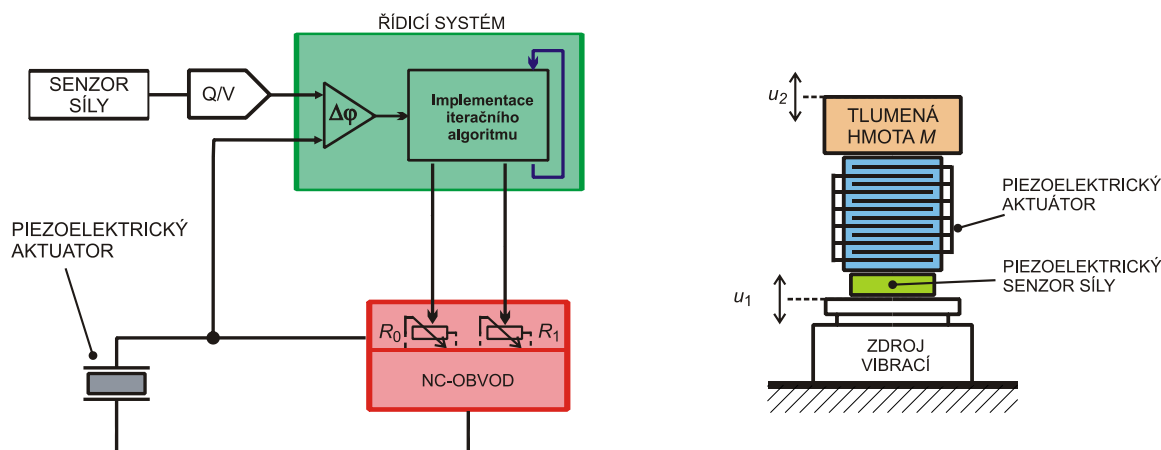 ŘÍDICÍ SYSTÉM
SENZOR
SÍLY
Q/V
Δφ
Implementace
iteračního
algoritmu
PIEZOELEKTRICKÝ
AKTUATOR
R0
R1
NC-OBVOD
u2
TLUMENÁ
HMOTA M
PIEZOELEKTRICKÝ
AKTUÁTOR
PIEZOELEKTRICKÝ
SENZOR SÍLY
u1
ZDROJ
VIBRACÍ